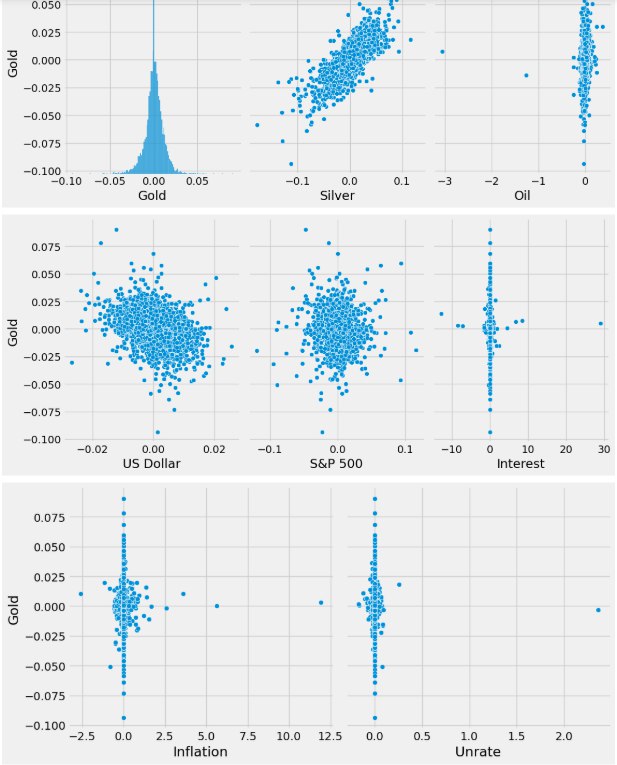 0.050
0.025
0.000
−0.025
−0.050
−0.075
−0.100
Gold
−0.10 −0.05 0.00 0.05
Gold
−0.1 0.0 0.1
Silver
−3 −2 −1 0
Oil
0.075
0.050
0.025
0.000
−0.025
−0.050
−0.075
−0.100
Gold
−0.02 0.00 0.02
US Dollar
−0.1 0.0 0.1
S&P 500
−10 0 10 20 30
Interest
0.075
0.050
0.025
0.000
−0.025
−0.050
−0.075
−0.100
Gold
−2.5 0.0 2.5 5.0 7.5 10.0 12.5
Inflation
0.0 0.5 1.0 1.5 2.0
Unrate